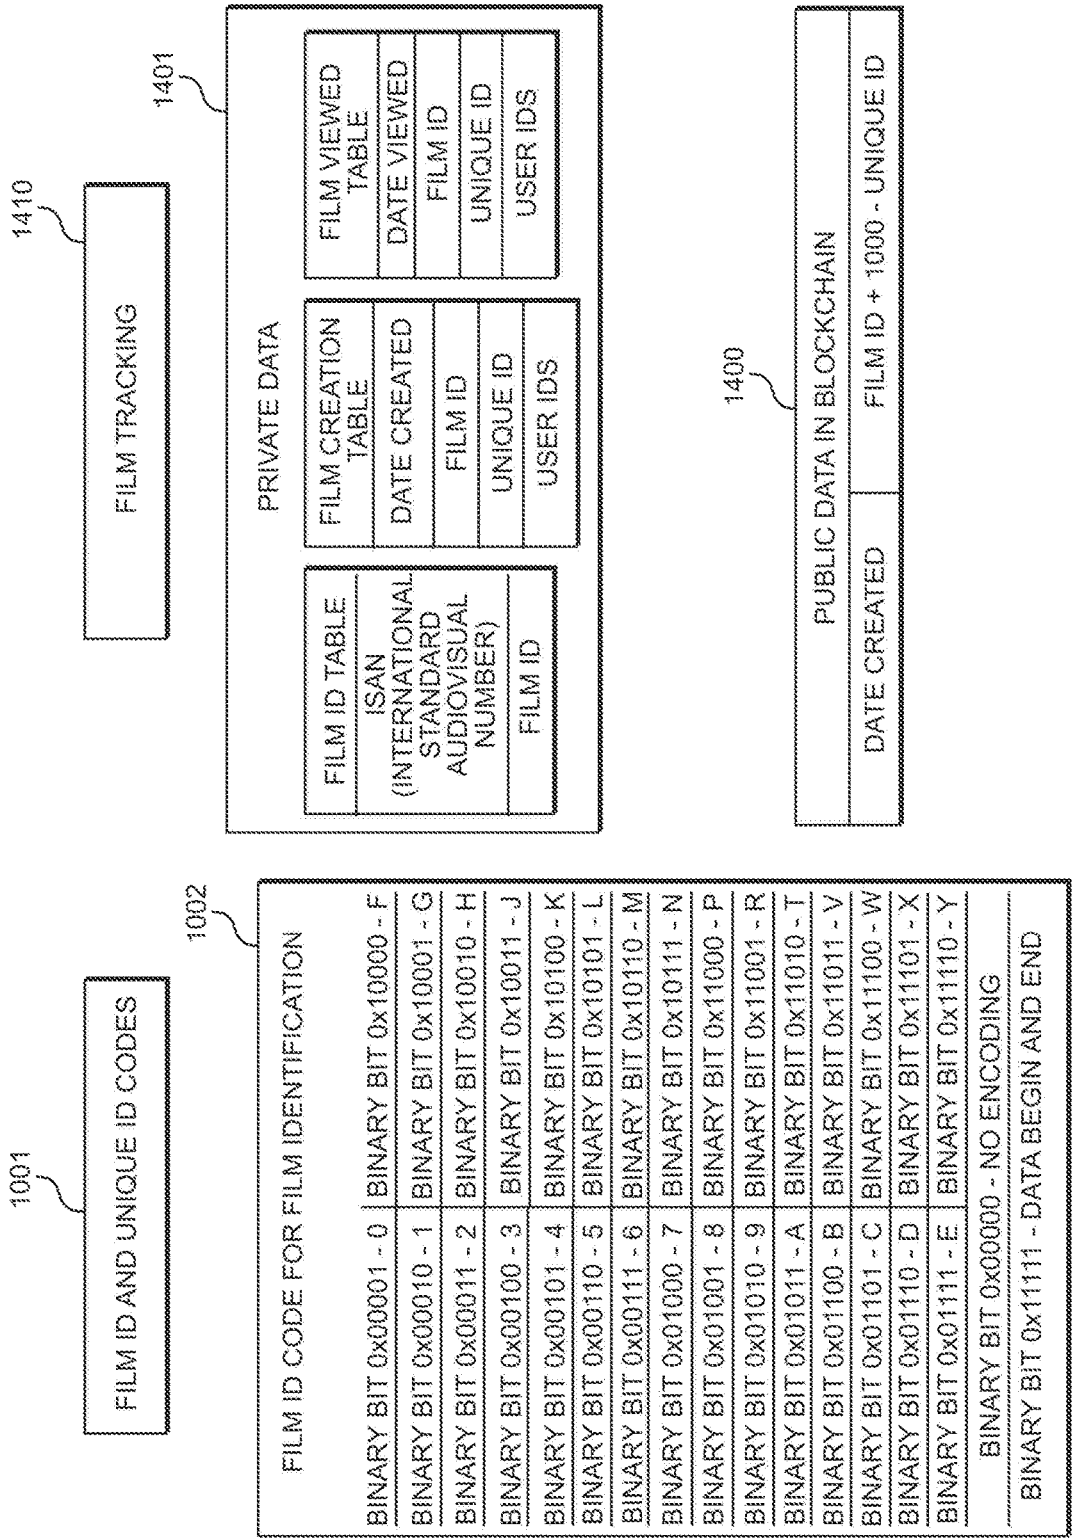 1001
FILM ID AND UNIQUE ID CODES
1002
FILM ID CODE FOR FILM IDENTIFICATION
BINARY BIT 0x00001 - 0 BINARY BIT 0x10000 - F
BINARY BIT 0x00010 - 1 BINARY BIT 0x10001 - G
BINARY BIT 0x00011 - 2 BINARY BIT 0x10010 - H
BINARY BIT 0x00100 - 3 BINARY BIT 0x10011 - J
BINARY BIT 0x00101 - 4 BINARY BIT 0x10100 - K
BINARY BIT 0x00110 - 5 BINARY BIT 0x10101 - L
BINARY BIT 0x00111 - 6 BINARY BIT 0x10110 - M
BINARY BIT 0x01000 - 7 BINARY BIT 0x10111 - N
BINARY BIT 0x01001 - 8 BINARY BIT 0x11000 - P
BINARY BIT 0x01010 - 9 BINARY BIT 0x11001 - R
BINARY BIT 0x01011 - A BINARY BIT 0x11010 - T
BINARY BIT 0x01100 - B BINARY BIT 0x11011 - V
BINARY BIT 0x01101 - C BINARY BIT 0x11100 - W
BINARY BIT 0x01110 - D BINARY BIT 0x11101 - X
BINARY BIT 0x01111 - E BINARY BIT 0x11110 - Y
BINARY BIT 0x00000 - NO ENCODING
BINARY BIT 0x11111 - DATA BEGIN AND END
1410
FILM TRACKING
1401
PRIVATE DATA
FILM ID TABLE
ISAN
(INTERNATIONAL
STANDARD
AUDIOVISUAL
NUMBER)
FILM ID
FILM CREATION
TABLE
DATE CREATED
FILM ID
UNIQUE ID
USER IDS
FILM VIEWED
TABLE
DATE VIEWED
FILM ID
UNIQUE ID
USER IDS
1400
PUBLIC DATA IN BLOCKCHAIN
DATE CREATED FILM ID + 1000 - UNIQUE ID